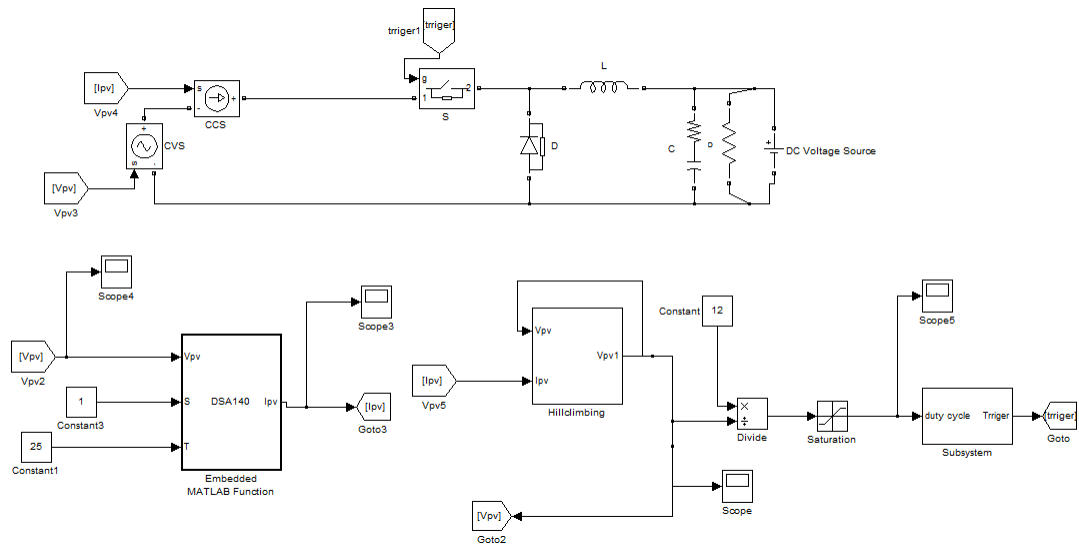 trriger1
[trriger]
[Ipv]
Vpv4
s
-
+
CCS
g
1
2
S
L
+
CVS
s
-
[Vpv]
Vpv3
D
C
+
DC Voltage Source
Scope4
[Vpv]
Vpv2
1
Constant3
25
Constant1
Vpv
S
T
DSA140
Ipv
Embedded
MATLAB Function
Scope3
[Ipv]
Goto3
[Ipv]
Vpv5
Vpv
Ipv
Vpv1
Hillclimbing
Constant
12
×
÷
Divide
Saturation
Scope5
duty cycle
Trriger
Subsystem
[trriger]
Goto
Scope
[Vpv]
Goto2